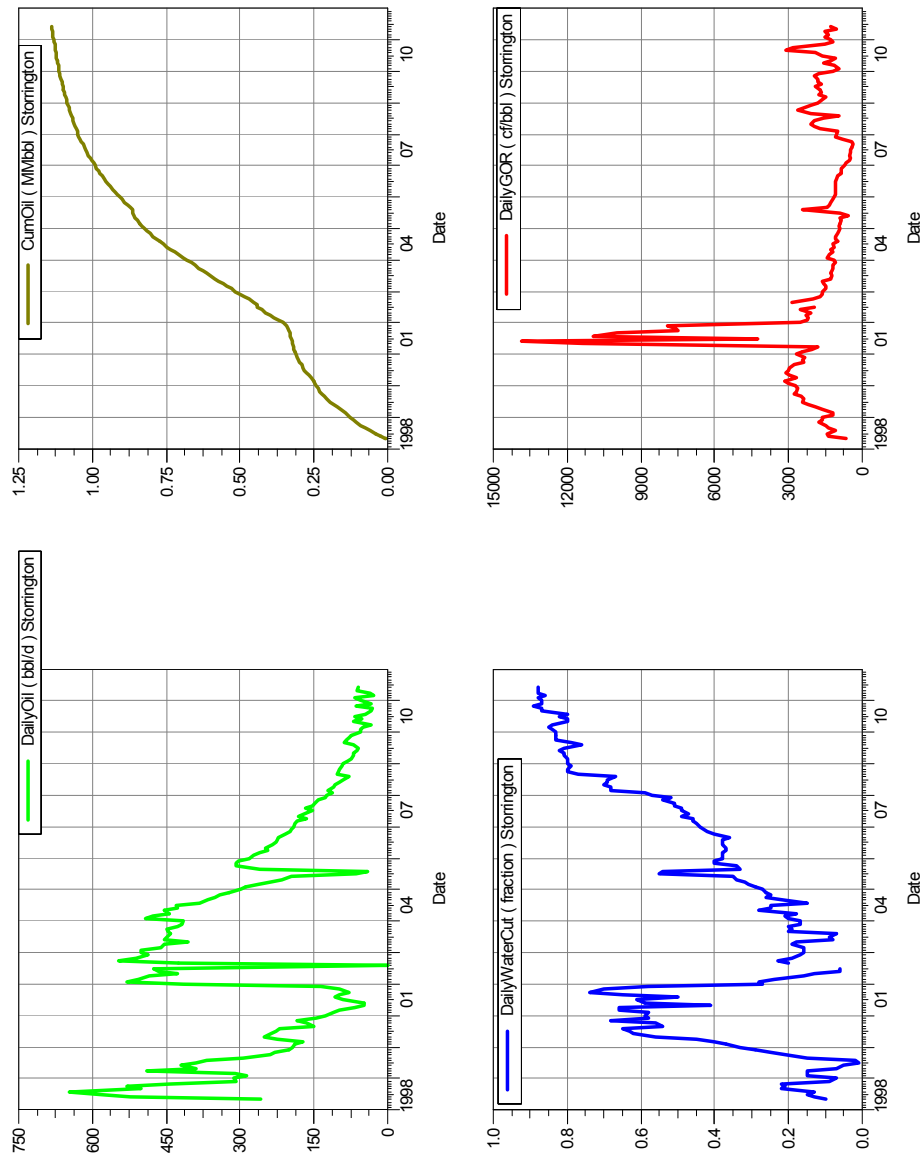 DailyOil ( bbl/d ) Storrington
750
600
450
300
150
1998 01 04 07 10
Date
CumOil ( MMbbl ) Storrington
1.25
1.00
0.75
0.50
0.25
0.00
1998 01 04 07 10
Date
DailyWaterCut ( fraction ) Storrington
1.0
0.8
0.6
0.4
0.2
0.0
1998 01 04 07 10
Date
DailyGOR ( cf/bbl ) Storrington
15000
12000
9000
6000
3000
0
1998 01 04 07 10
Date